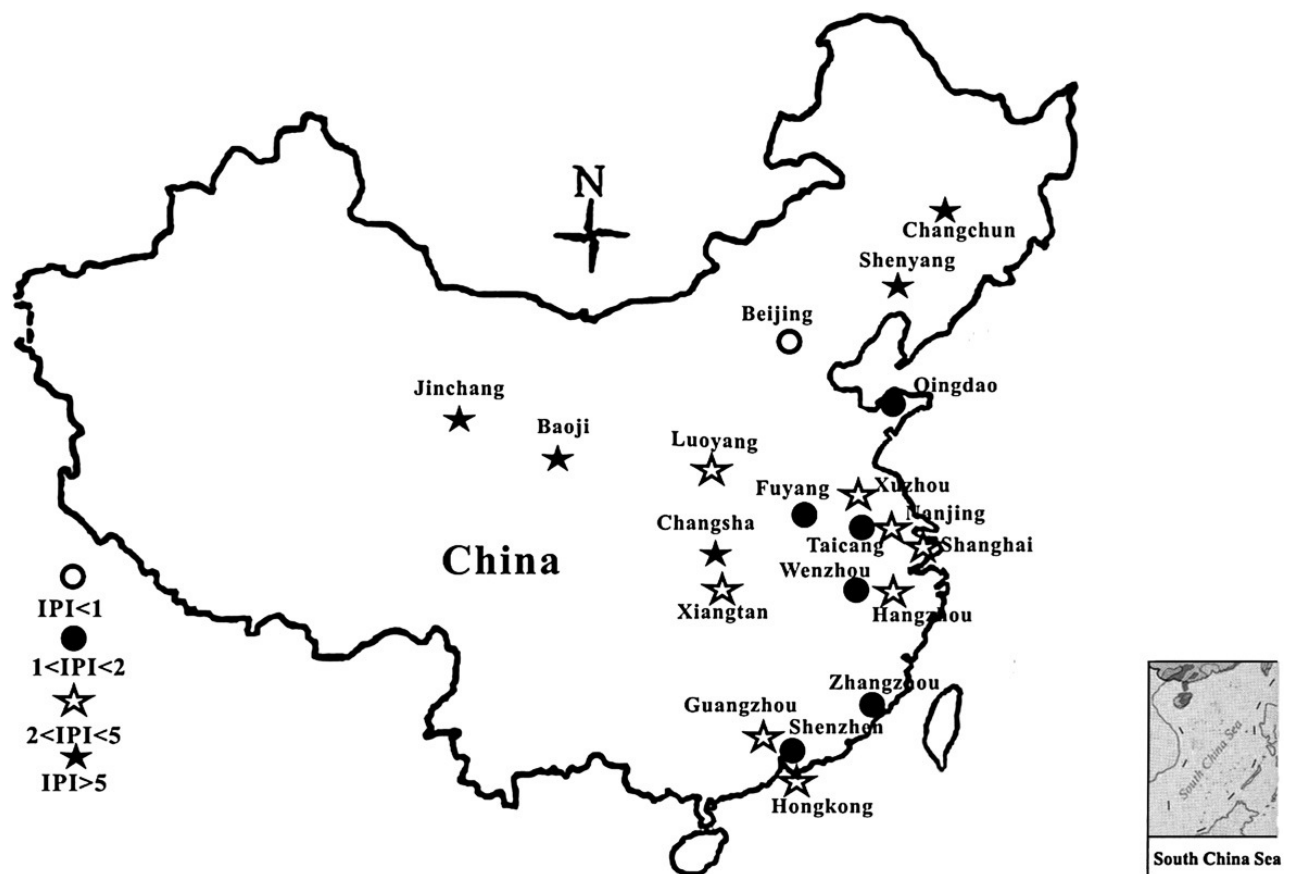 N
Changchun
Shenyang
Beijing
Qingdao
Jinchang
Baoji
Luoyang
Xuzhou
Fuyang
Nanjing
Changsha
Taicang
Shanghai
China
Wenzhou
Xiangtan
Hangzhou
IPI<1
1<IPI<2
2<IPI<5
IPI>5
Zhangzhou
Guangzhou
Shenzhen
Hongkong
South China Sea
South China Sea